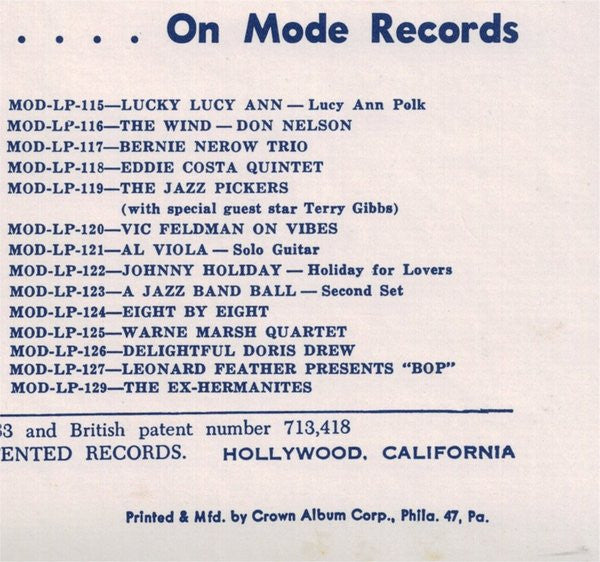 . . . . On Mode Records
MOD-LP-115—LUCKY LUCY ANN — Lucy Ann Polk
MOD-LP-116—THE WIND — DON NELSON
MOD-LP-117—BERNIE NEROW TRIO
MOD-LP-118—EDDIE COSTA QUINTET
MOD-LP-119—THE JAZZ PICKERS
(with special guest star Terry Gibbs)
MOD-LP-120—VIC FELDMAN ON VIBES
MOD-LP-121—AL VIOLA — Solo Guitar
MOD-LP-122—JOHNNY HOLIDAY — Holiday for Lovers
MOD-LP-123—A JAZZ BAND BALL — Second Set
MOD-LP-124—EIGHT BY EIGHT
MOD-LP-125—WARNE MARSH QUARTET
MOD-LP-126—DELIGHTFUL DORIS DREW
MOD-LP-127—LEONARD FEATHER PRESENTS “BOP”
MOD-LP-129—THE EX-HERMANITES
33 and British patent number 713,418
ENTED RECORDS. HOLLYWOOD, CALIFORNIA
Printed & Mfd. by Crown Album Corp., Phila. 47, Pa.